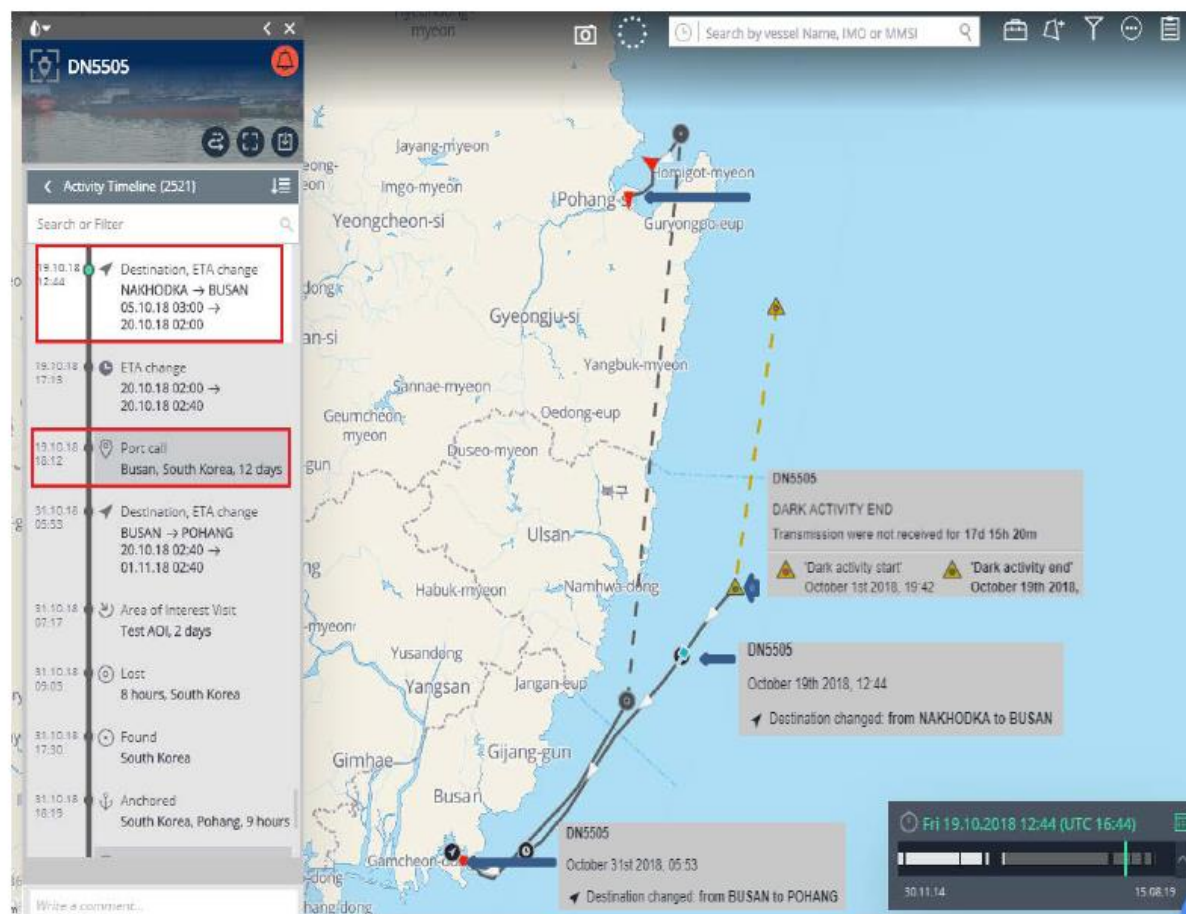 DN5505
Activity Timeline (2521)
Search or Filter
19.10.18
12:44
Destination, ETA change
NAKHODKA → BUSAN
05.10.18 03:00 →
20.10.18 02:00
19.10.18
17:13
ETA change
20.10.18 02:00 →
20.10.18 02:40
19.10.18
18:12
Port call
Busan, South Korea, 12 days
31.10.18
05:53
Destination, ETA change
BUSAN → POHANG
20.10.18 02:40 →
01.11.18 02:40
31.10.18
07:17
Area of Interest Visit
Test AOI, 2 days
31.10.18
09:05
Lost
8 hours, South Korea
31.10.18
17:30
Found
South Korea
31.10.18
18:19
Anchored
South Korea, Pohang, 9 hours
Write a comment...
Search by vessel Name, IMO or MMSI
myeon
Jayang-myeon
Imgo-myeon
Yeongcheon-si
Homigot-myeon
Pohang-s
Guryongpo-eup
Gyeongju-si
an-si
Yangbuk-myeon
Sannae-myeon
Geumcheon-
myeon
Oedong-eup
Duseo-myeon
북구
Ulsan
Habuk-myeon
Namhwa-dong
Yusandong
Yangsan
Jangan-eup
Gimhae
Gijang-gun
Busan
Gamcheon-do
DN5505
DARK ACTIVITY END
Transmission were not received for 17d 15h 20m
'Dark activity start'
October 1st 2018, 19:42
'Dark activity end'
October 19th 2018,
DN5505
October 19th 2018, 12:44
Destination changed: from NAKHODKA to BUSAN
DN5505
October 31st 2018, 05:53
Destination changed: from BUSAN to POHANG
Fri 19.10.2018 12:44 (UTC 16:44)
30.11.14
15.08.19